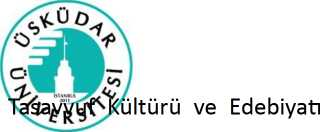 ÜSKÜDAR
ÜNİVERSİTESİ
İSTANBUL
2011
Tasavvuf Kültürü ve Edebiyatı